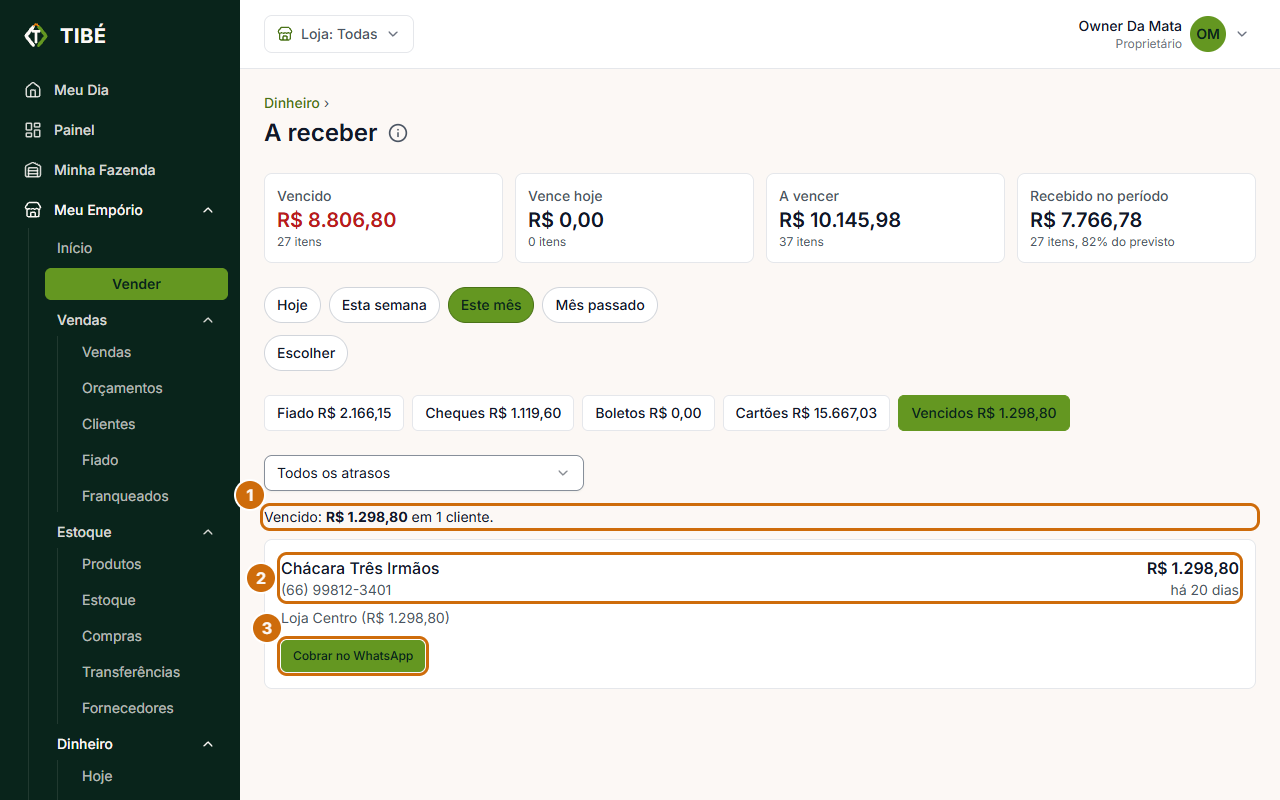 TIBÉ
Loja: Todas
Owner Da Mata
Proprietário
OM
Meu Dia
Painel
Minha Fazenda
Meu Empório
Início
Vender
Vendas
Vendas
Orçamentos
Clientes
Fiado
Franqueados
Estoque
Produtos
Estoque
Compras
Transferências
Fornecedores
Dinheiro
Hoje
Dinheiro ›
A receber
Vencido
R$ 8.806,80
27 itens
Vence hoje
R$ 0,00
0 itens
A vencer
R$ 10.145,98
37 itens
Recebido no período
R$ 7.766,78
27 itens, 82% do previsto
Hoje
Esta semana
Este mês
Mês passado
Escolher
Fiado R$ 2.166,15
Cheques R$ 1.119,60
Boletos R$ 0,00
Cartões R$ 15.667,03
Vencidos R$ 1.298,80
Todos os atrasos
1
Vencido: R$ 1.298,80 em 1 cliente.
2
Chácara Três Irmãos
R$ 1.298,80
(66) 99812-3401
há 20 dias
3
Loja Centro (R$ 1.298,80)
Cobrar no WhatsApp